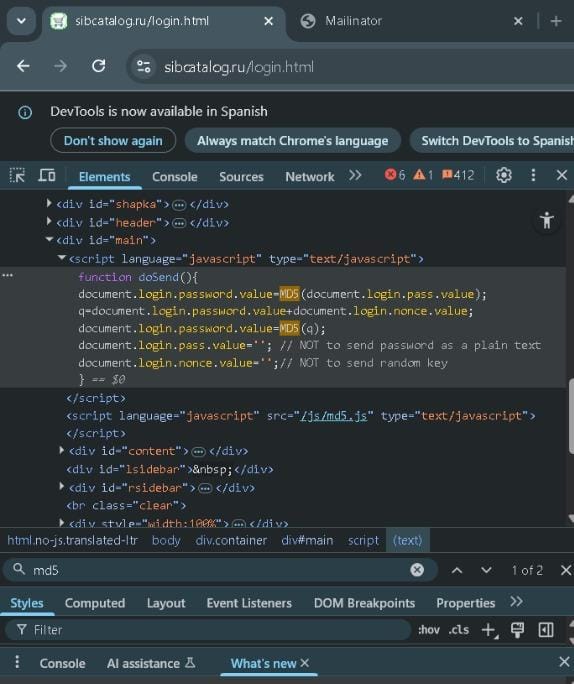 sibcatalog.ru/login.html
Mailinator
sibcatalog.ru/login.html
DevTools is now available in Spanish
Don't show again
Always match Chrome's language
Switch DevTools to Spanish
Elements Console Sources Network 6 1 412
<div id="shapka"> </div>
<div id="header"> </div>
<div id="main">
<script language="javascript" type="text/javascript">
function doSend(){
document.login.password.value=MD5(document.login.pass.value);
q=document.login.password.value+document.login.nonce.value;
document.login.password.value=MD5(q);
document.login.pass.value=''; // NOT to send password as a plain text
document.login.nonce.value='';// NOT to send random key
} == $0
</script>
<script language="javascript" src="/js/md5.js" type="text/javascript">
</script>
<div id="content"> </div>
<div id="lsidebar">&nbsp;</div>
<div id="rsidebar"> </div>
<br class="clear">
<div style="width:100%"> </div>
html.no-js.translated-ltr body div.container div#main script (text)
md5 1 of 2
Styles Computed Layout Event Listeners DOM Breakpoints Properties
Filter :hov .cls
Console AI assistance What's new